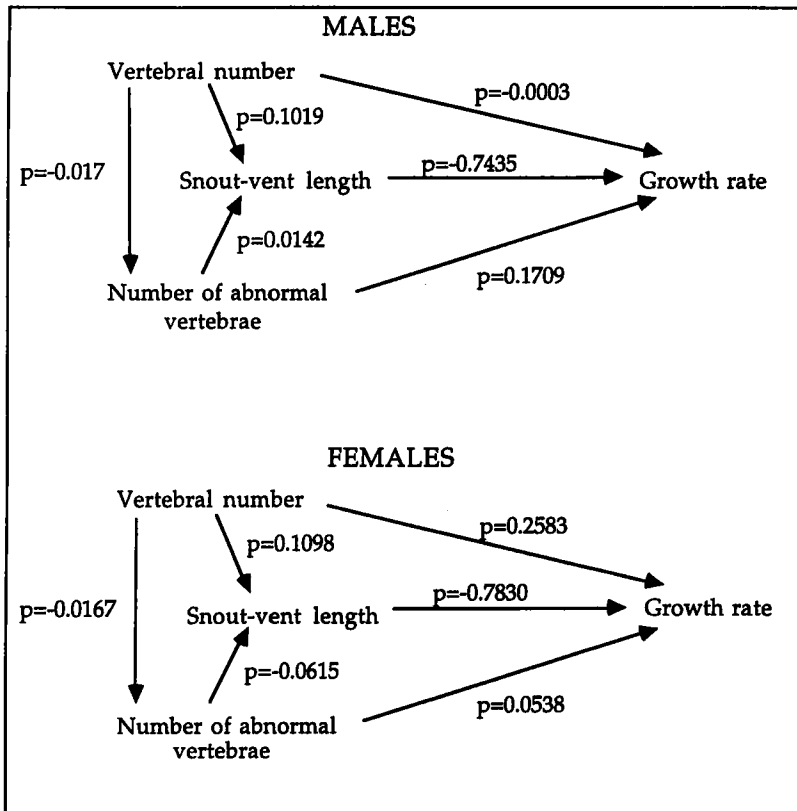 MALES
Vertebral number
p=-0.0003
p=0.1019
p=-0.017
Snout-vent length
p=-0.7435
Growth rate
p=0.0142
p=0.1709
Number of abnormal
vertebrae
FEMALES
Vertebral number
p=0.2583
p=0.1098
p=-0.0167
Snout-vent length
p=-0.7830
Growth rate
p=-0.0615
p=0.0538
Number of abnormal
vertebrae